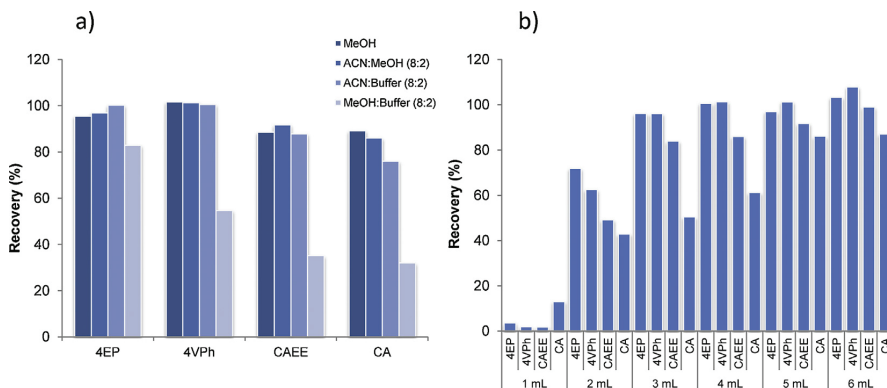 a)
MeOH
ACN:MeOH (8:2)
ACN:Buffer (8:2)
MeOH:Buffer (8:2)
120
100
80
60
40
20
0
Recovery (%)
4EP 4VPh CAEE CA
b)
120
100
80
60
40
20
0
Recovery (%)
4EP 4VPh CAEE CA 4EP 4VPh CAEE CA 4EP 4VPh CAEE CA 4EP 4VPh CAEE CA 4EP 4VPh CAEE CA 4EP 4VPh CAEE CA
1 mL 2 mL 3 mL 4 mL 5 mL 6 mL